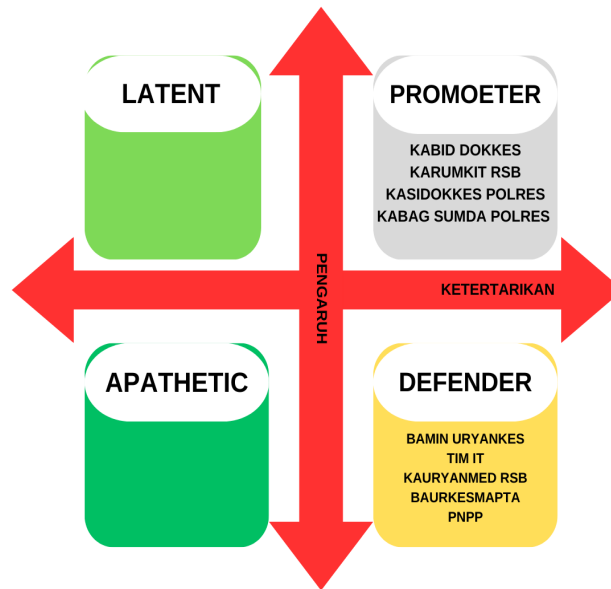 LATENT
PROMOETER
KABID DOKKES
KARUMKIT RSB
KASIDOKKES POLRES
KABAG SUMDA POLRES
PENGARUH
KETERTARIKAN
APATHETIC
DEFENDER
BAMIN URYANKES
TIM IT
KAURYANMED RSB
BAURKESMAPTA
PNPP